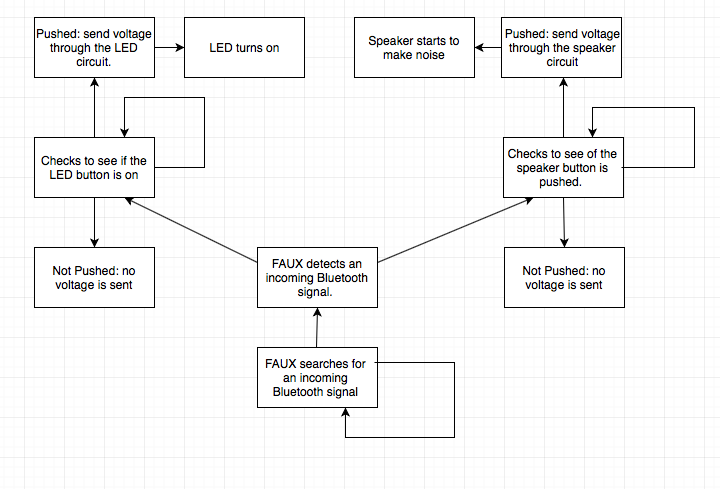 Pushed: send voltage
through the LED
circuit.
LED turns on
Speaker starts to
make noise
Pushed: send voltage
through the speaker
circuit
Checks to see if the
LED button is on
Checks to see of the
speaker button is
pushed.
Not Pushed: no
voltage is sent
FAUX detects an
incoming Bluetooth
signal.
Not Pushed: no
voltage is sent
FAUX searches for
an incoming
Bluetooth signal